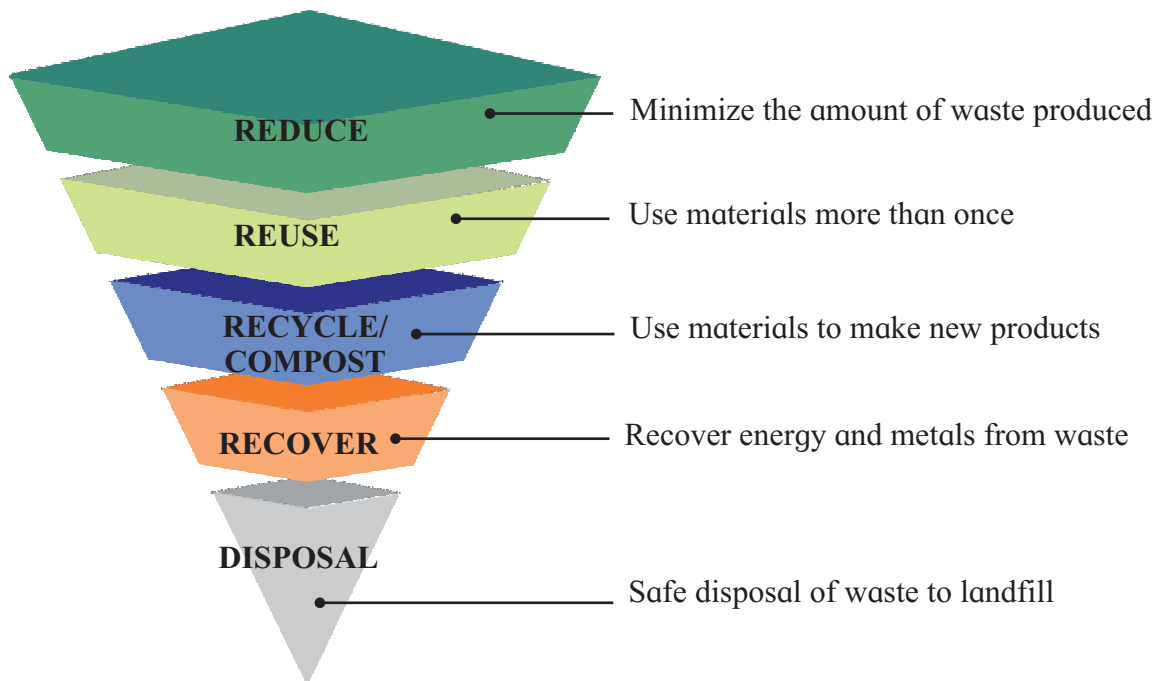 REDUCE
Minimize the amount of waste produced
REUSE
Use materials more than once
RECYCLE/
COMPOST
Use materials to make new products
RECOVER
Recover energy and metals from waste
DISPOSAL
Safe disposal of waste to landfill